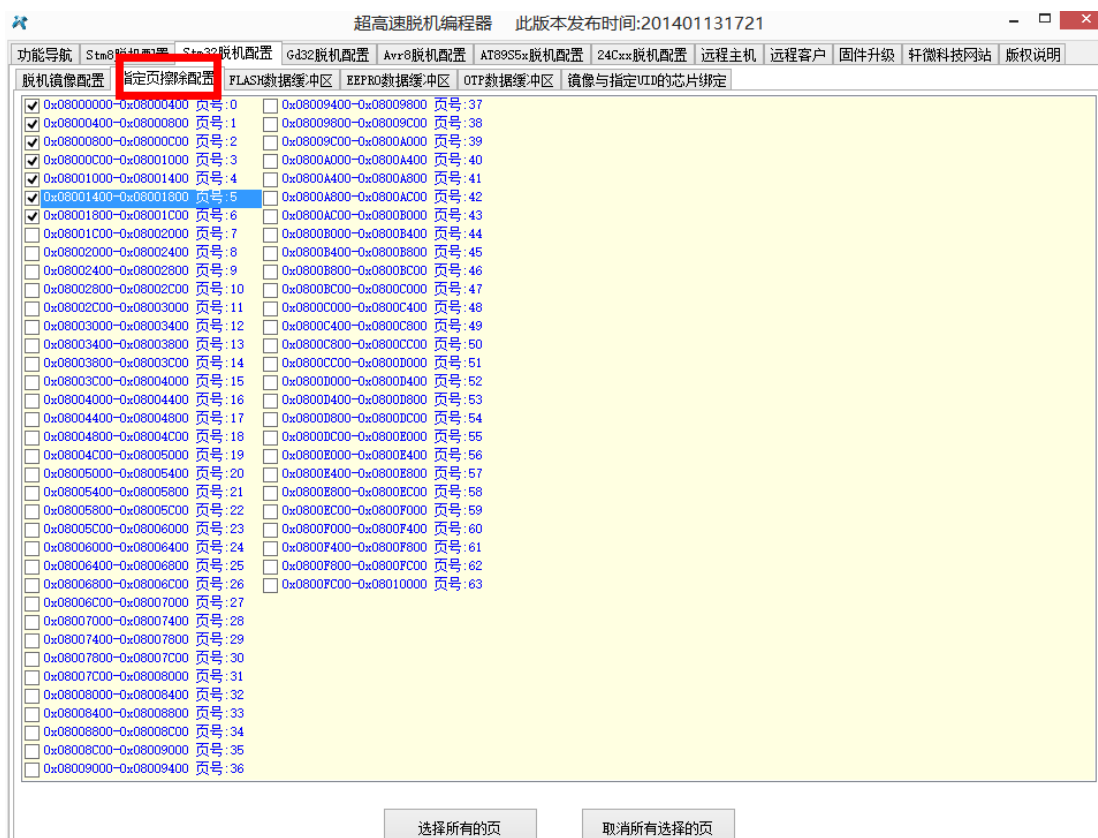 超高速脱机编程器 此版本发布时间:201401131721
功能导航 Stm8脱机配置 Stm32脱机配置 Gd32脱机配置 Avr8脱机配置 AT89S5x脱机配置 24Cxx脱机配置 远程主机 远程客户 固件升级 轩微科技网站 版权说明
脱机镜像配置 指定页擦除配置 FLASH数据缓冲区 EEPRO数据缓冲区 OTP数据缓冲区 镜像与指定UID的芯片绑定
0x08000000-0x08000400 页号:0
0x08000400-0x08000800 页号:1
0x08000800-0x08000C00 页号:2
0x08000C00-0x08001000 页号:3
0x08001000-0x08001400 页号:4
0x08001400-0x08001800 页号:5
0x08001800-0x08001C00 页号:6
0x08001C00-0x08002000 页号:7
0x08002000-0x08002400 页号:8
0x08002400-0x08002800 页号:9
0x08002800-0x08002C00 页号:10
0x08002C00-0x08003000 页号:11
0x08003000-0x08003400 页号:12
0x08003400-0x08003800 页号:13
0x08003800-0x08003C00 页号:14
0x08003C00-0x08004000 页号:15
0x08004000-0x08004400 页号:16
0x08004400-0x08004800 页号:17
0x08004800-0x08004C00 页号:18
0x08004C00-0x08005000 页号:19
0x08005000-0x08005400 页号:20
0x08005400-0x08005800 页号:21
0x08005800-0x08005C00 页号:22
0x08005C00-0x08006000 页号:23
0x08006000-0x08006400 页号:24
0x08006400-0x08006800 页号:25
0x08006800-0x08006C00 页号:26
0x08006C00-0x08007000 页号:27
0x08007000-0x08007400 页号:28
0x08007400-0x08007800 页号:29
0x08007800-0x08007C00 页号:30
0x08007C00-0x08008000 页号:31
0x08008000-0x08008400 页号:32
0x08008400-0x08008800 页号:33
0x08008800-0x08008C00 页号:34
0x08008C00-0x08009000 页号:35
0x08009000-0x08009400 页号:36
0x08009400-0x08009800 页号:37
0x08009800-0x08009C00 页号:38
0x08009C00-0x0800A000 页号:39
0x0800A000-0x0800A400 页号:40
0x0800A400-0x0800A800 页号:41
0x0800A800-0x0800AC00 页号:42
0x0800AC00-0x0800B000 页号:43
0x0800B000-0x0800B400 页号:44
0x0800B400-0x0800B800 页号:45
0x0800B800-0x0800BC00 页号:46
0x0800BC00-0x0800C000 页号:47
0x0800C000-0x0800C400 页号:48
0x0800C400-0x0800C800 页号:49
0x0800C800-0x0800CC00 页号:50
0x0800CC00-0x0800D000 页号:51
0x0800D000-0x0800D400 页号:52
0x0800D400-0x0800D800 页号:53
0x0800D800-0x0800DC00 页号:54
0x0800DC00-0x0800E000 页号:55
0x0800E000-0x0800E400 页号:56
0x0800E400-0x0800E800 页号:57
0x0800E800-0x0800EC00 页号:58
0x0800EC00-0x0800F000 页号:59
0x0800F000-0x0800F400 页号:60
0x0800F400-0x0800F800 页号:61
0x0800F800-0x0800FC00 页号:62
0x0800FC00-0x08010000 页号:63
选择所有的页 取消所有选择的页